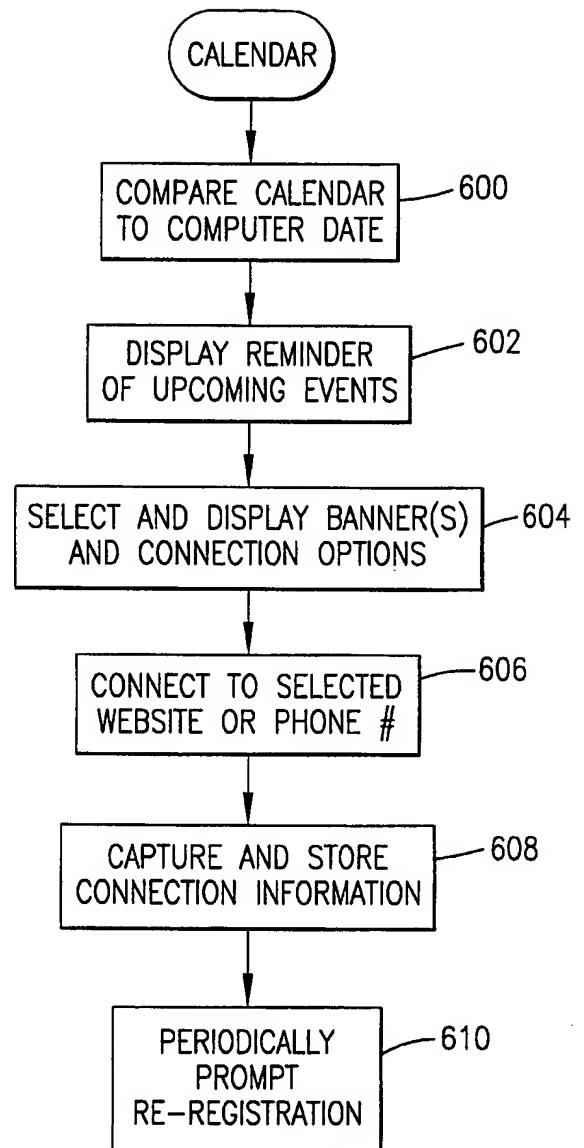 CALENDAR
COMPARE CALENDAR
TO COMPUTER DATE
600
DISPLAY REMINDER
OF UPCOMING EVENTS
602
SELECT AND DISPLAY BANNER(S)
AND CONNECTION OPTIONS
604
CONNECT TO SELECTED
WEBSITE OR PHONE #
606
CAPTURE AND STORE
CONNECTION INFORMATION
608
PERIODICALLY
PROMPT
RE-REGISTRATION
610